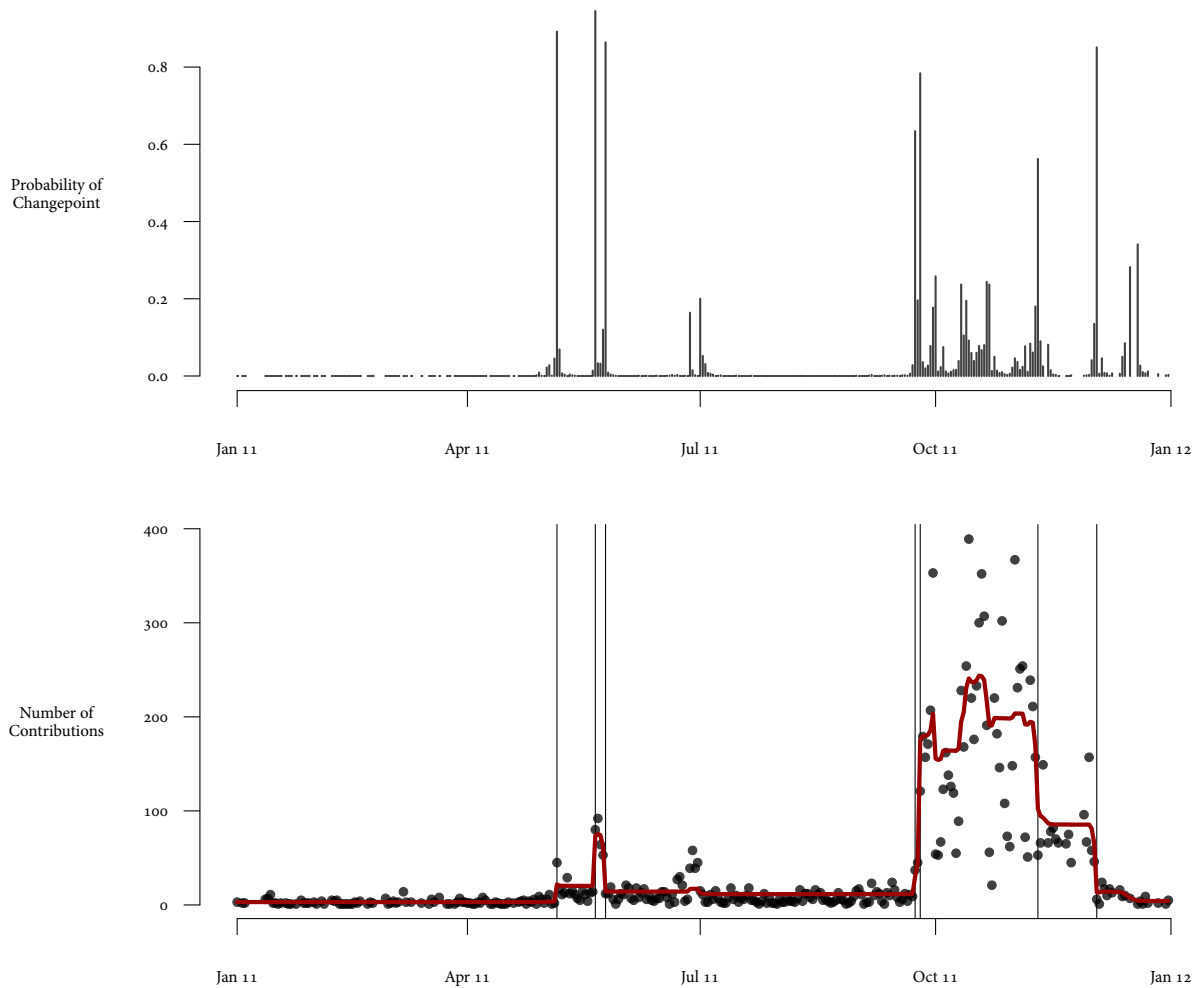 0.8
0.6
Probability of
Changepoint
0.4
0.2
0.0
Jan 11
Apr 11
Jul 11
Oct 11
Jan 12
400
300
Number of
Contributions
200
100
0
Jan 11
Apr 11
Jul 11
Oct 11
Jan 12